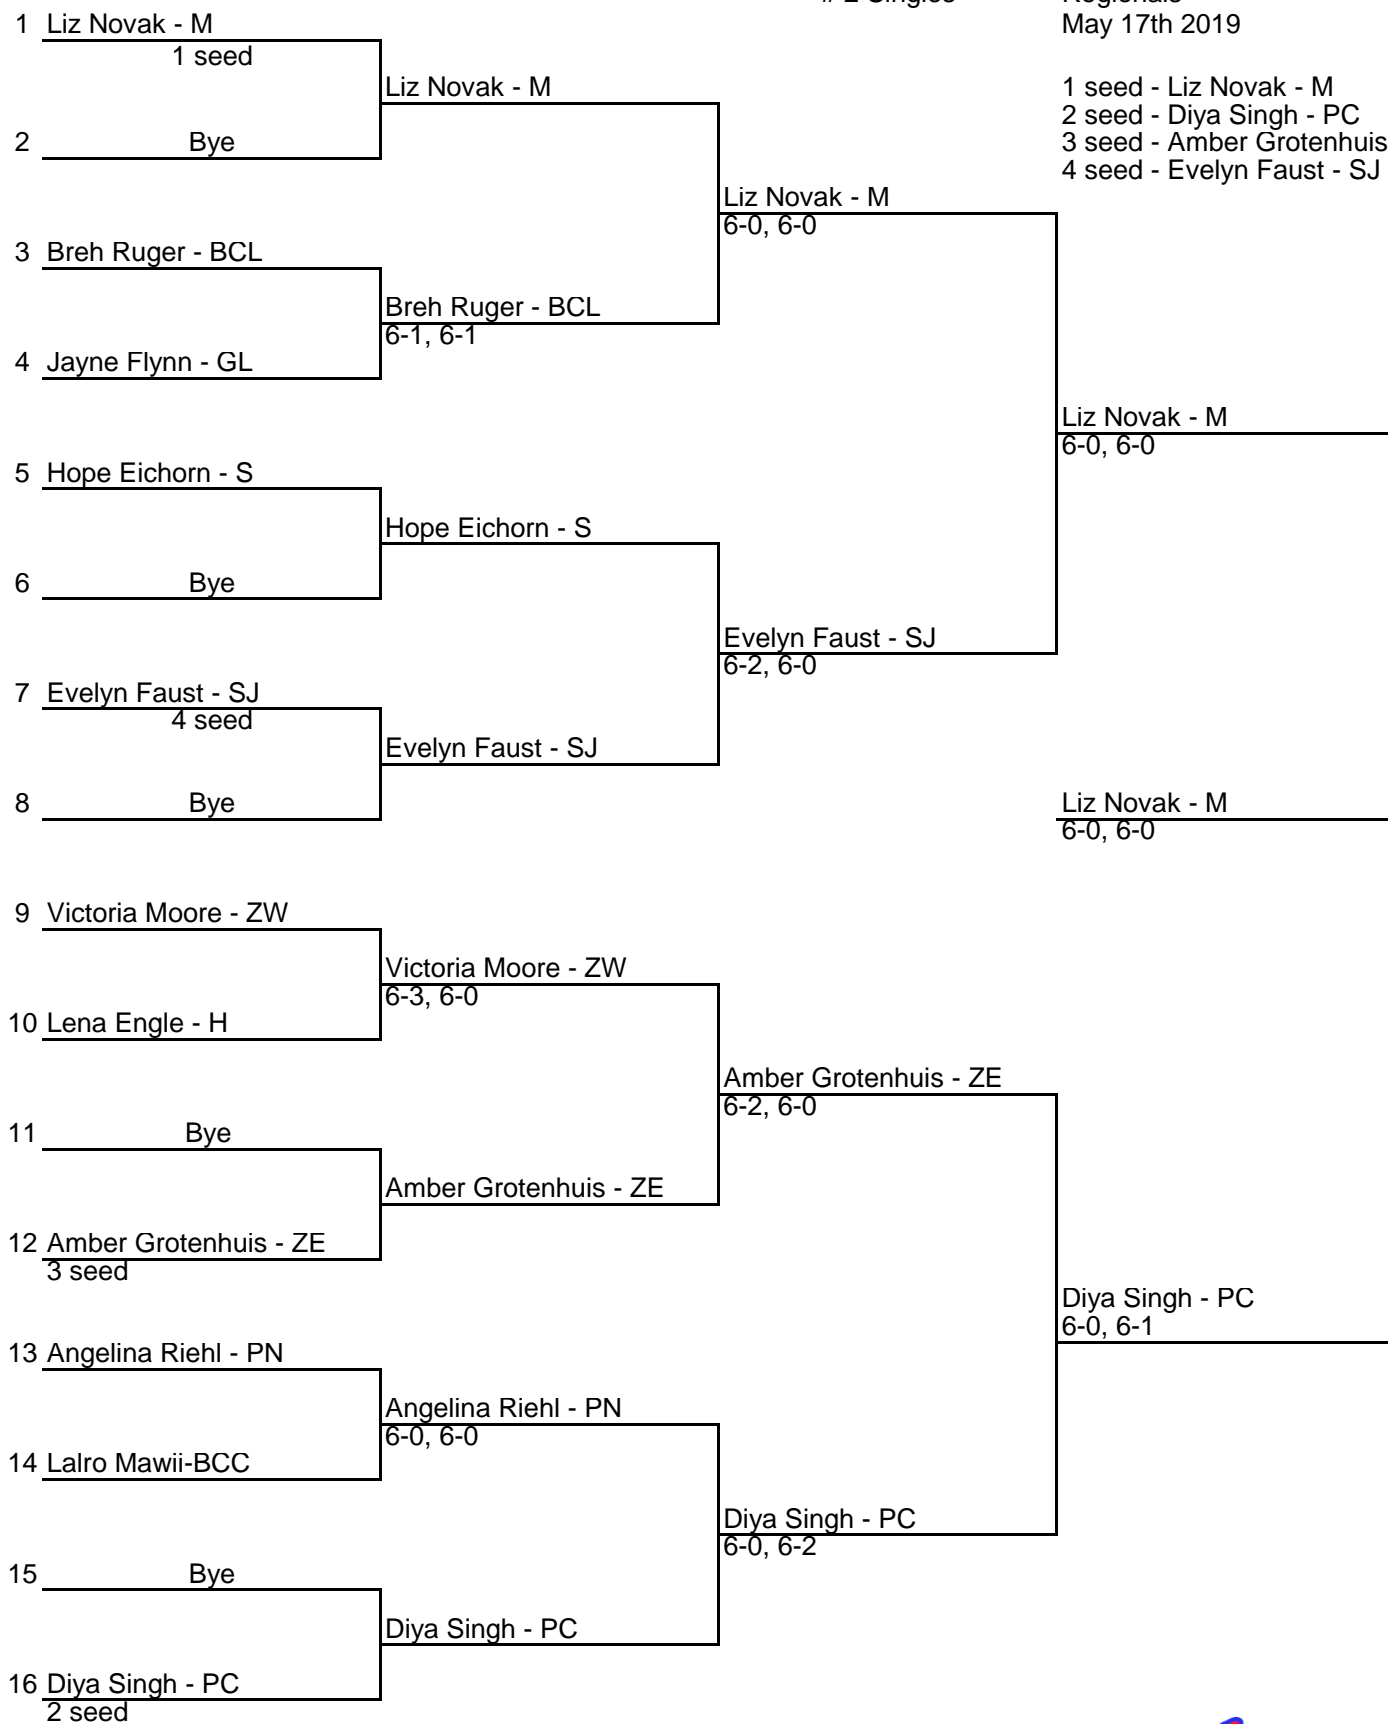 # 2 Singles
Regionals
May 17th 2019
1 seed - Liz Novak - M
2 seed - Diya Singh - PC
3 seed - Amber Grotenhuis
4 seed - Evelyn Faust - SJ
1 Liz Novak - M
1 seed
Liz Novak - M
2 Bye
Liz Novak - M
6-0, 6-0
3 Breh Ruger - BCL
Breh Ruger - BCL
6-1, 6-1
4 Jayne Flynn - GL
Liz Novak - M
6-0, 6-0
5 Hope Eichorn - S
Hope Eichorn - S
6 Bye
Evelyn Faust - SJ
6-2, 6-0
7 Evelyn Faust - SJ
4 seed
Evelyn Faust - SJ
8 Bye
Liz Novak - M
6-0, 6-0
9 Victoria Moore - ZW
Victoria Moore - ZW
6-3, 6-0
10 Lena Engle - H
Amber Grotenhuis - ZE
6-2, 6-0
11 Bye
Amber Grotenhuis - ZE
12 Amber Grotenhuis - ZE
3 seed
Diya Singh - PC
6-0, 6-1
13 Angelina Riehl - PN
Angelina Riehl - PN
6-0, 6-0
14 Lalro Mawii-BCC
Diya Singh - PC
6-0, 6-2
15 Bye
Diya Singh - PC
16 Diya Singh - PC
2 seed